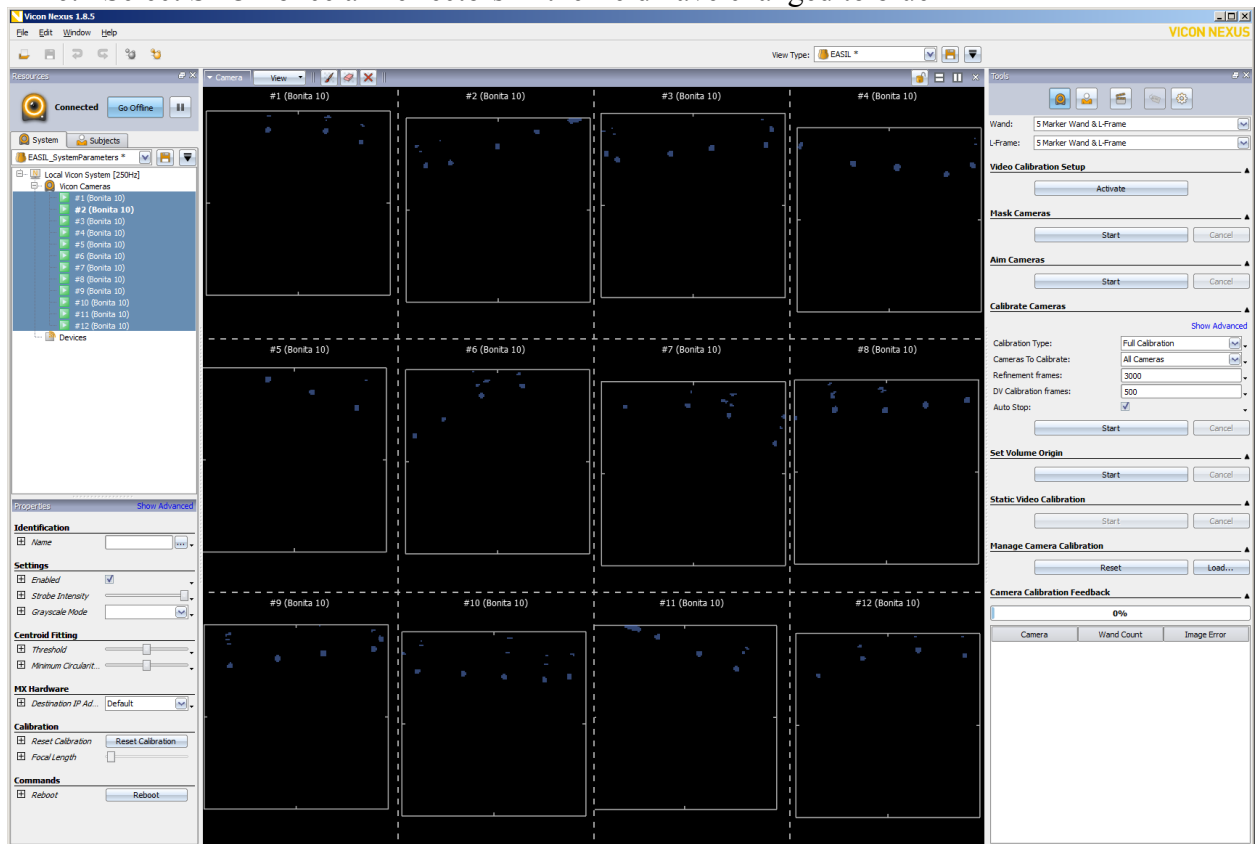 Vicon Nexus 1.8.5
File Edit Window Help
VICON NEXUS
View Type: EASIL *
Resources
Connected Go Offline
System Subjects
EASIL_SystemParameters *
Local Vicon System [250Hz]
Vicon Cameras
#1 (Bonita 10)
#2 (Bonita 10)
#3 (Bonita 10)
#4 (Bonita 10)
#5 (Bonita 10)
#6 (Bonita 10)
#7 (Bonita 10)
#8 (Bonita 10)
#9 (Bonita 10)
#10 (Bonita 10)
#11 (Bonita 10)
#12 (Bonita 10)
Devices
Properties Show Advanced
Identification
Name ...
Settings
Enabled
Strobe Intensity
Grayscale Mode
Centroid Fitting
Threshold
Minimum Circularit...
MX Hardware
Destination IP Ad... Default
Calibration
Reset Calibration Reset Calibration
Focal Length
Commands
Reboot Reboot
Camera View
#1 (Bonita 10) #2 (Bonita 10) #3 (Bonita 10) #4 (Bonita 10)
#5 (Bonita 10) #6 (Bonita 10) #7 (Bonita 10) #8 (Bonita 10)
#9 (Bonita 10) #10 (Bonita 10) #11 (Bonita 10) #12 (Bonita 10)
Tools
Wand: 5 Marker Wand & L-Frame
L-Frame: 5 Marker Wand & L-Frame
Video Calibration Setup
Activate
Mask Cameras
Start Cancel
Aim Cameras
Start Cancel
Calibrate Cameras
Show Advanced
Calibration Type: Full Calibration
Cameras To Calibrate: All Cameras
Refinement frames: 3000
DV Calibration frames: 500
Auto Stop:
Start Cancel
Set Volume Origin
Start Cancel
Static Video Calibration
Start Cancel
Manage Camera Calibration
Reset Load...
Camera Calibration Feedback
0%
Camera Wand Count Image Error